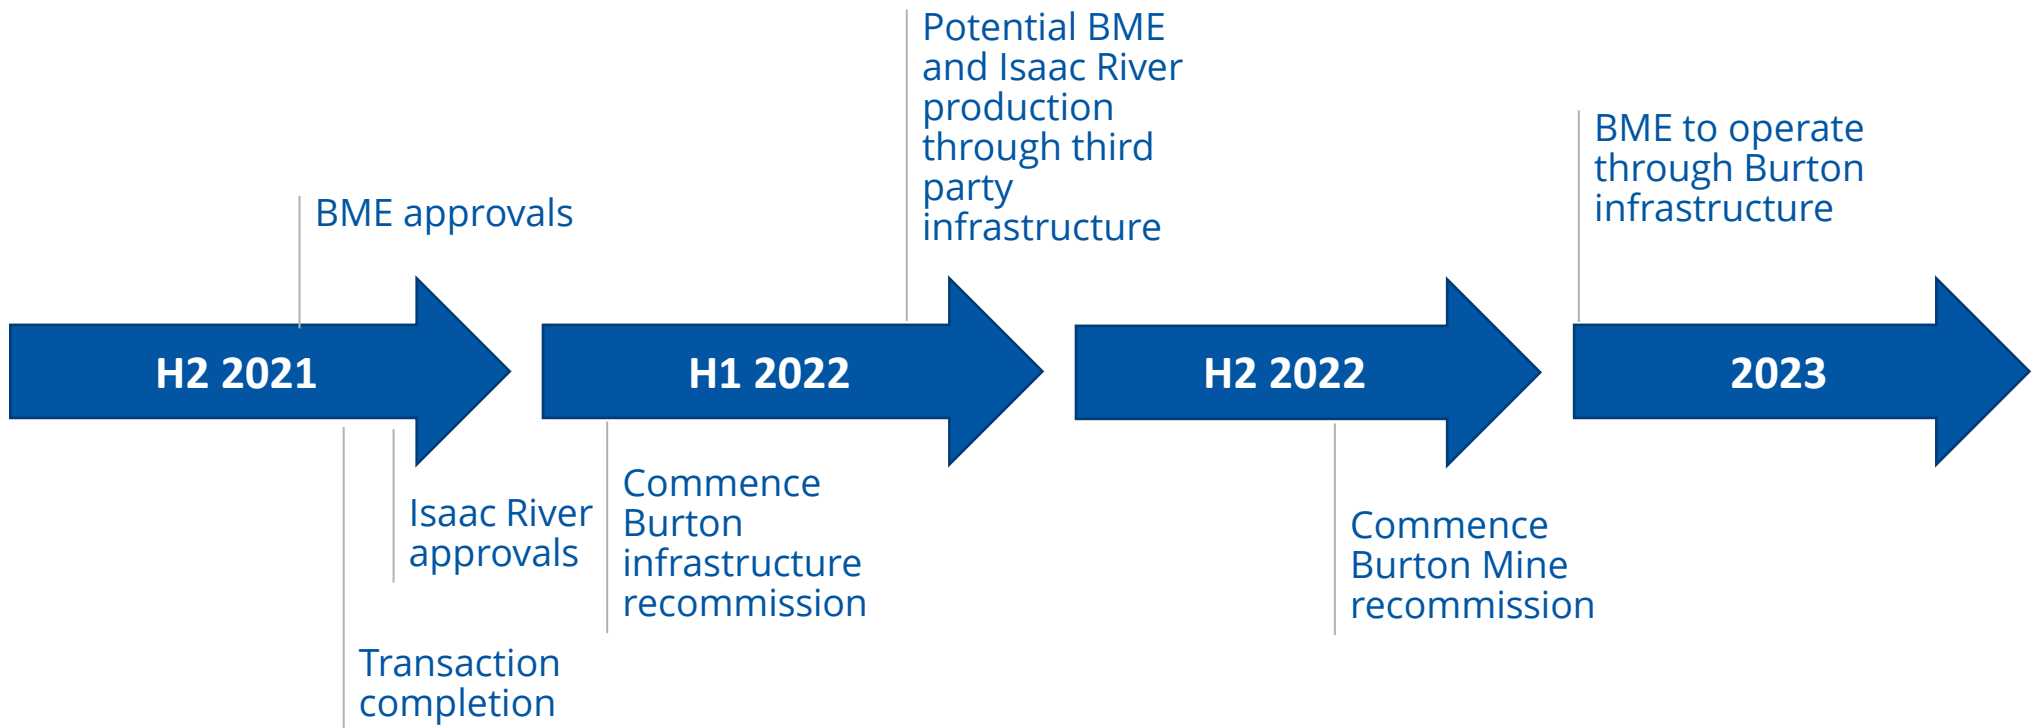 Potential BME
and Isaac River
production
through third
party
infrastructure
BME to operate
through Burton
infrastructure
BME approvals
H2 2021
H1 2022
H2 2022
2023
Isaac River
approvals
Commence
Burton
infrastructure
recommission
Commence
Burton Mine
recommission
Transaction
completion